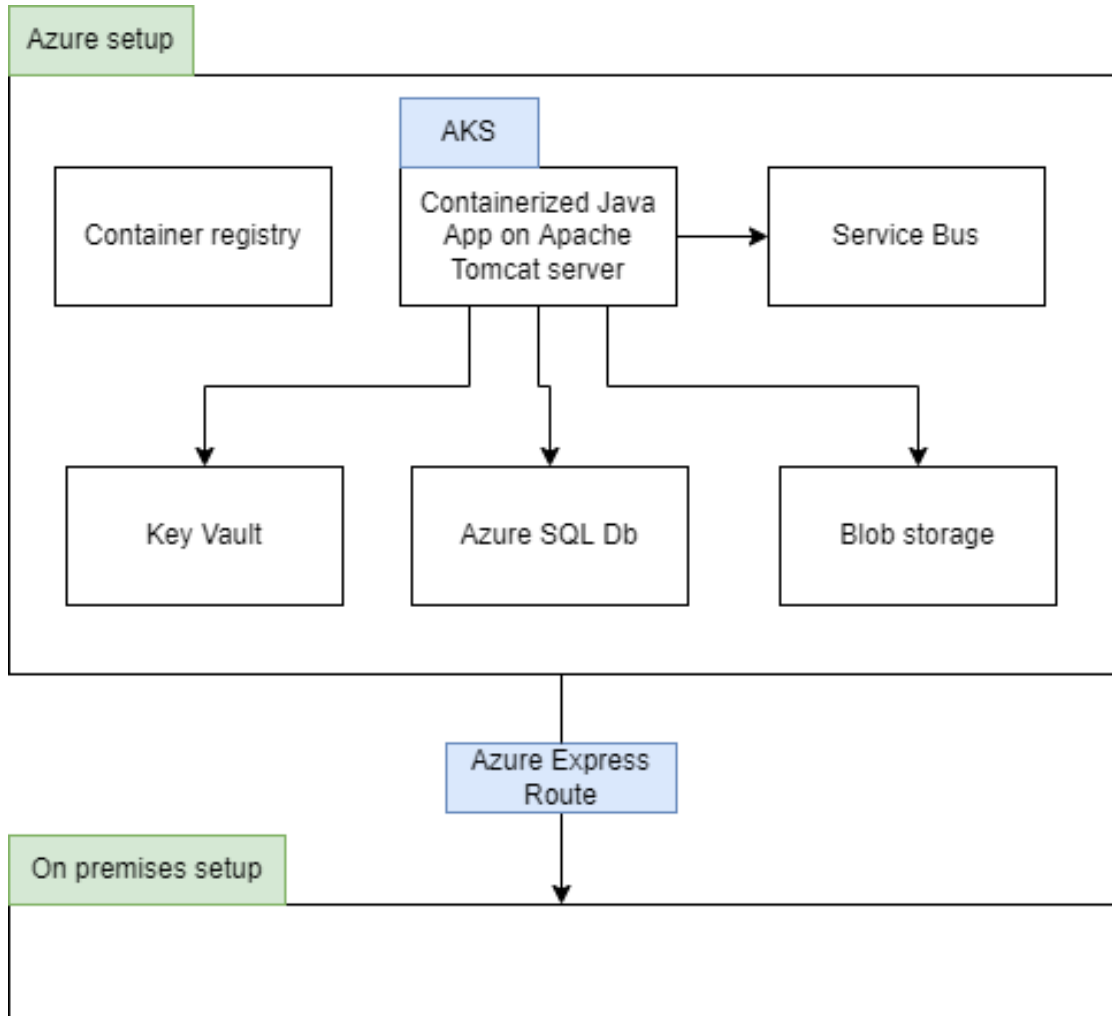 Azure setup
AKS
Container registry
Containerized Java
App on Apache
Tomcat server
Service Bus
Key Vault
Azure SQL Db
Blob storage
Azure Express
Route
On premises setup